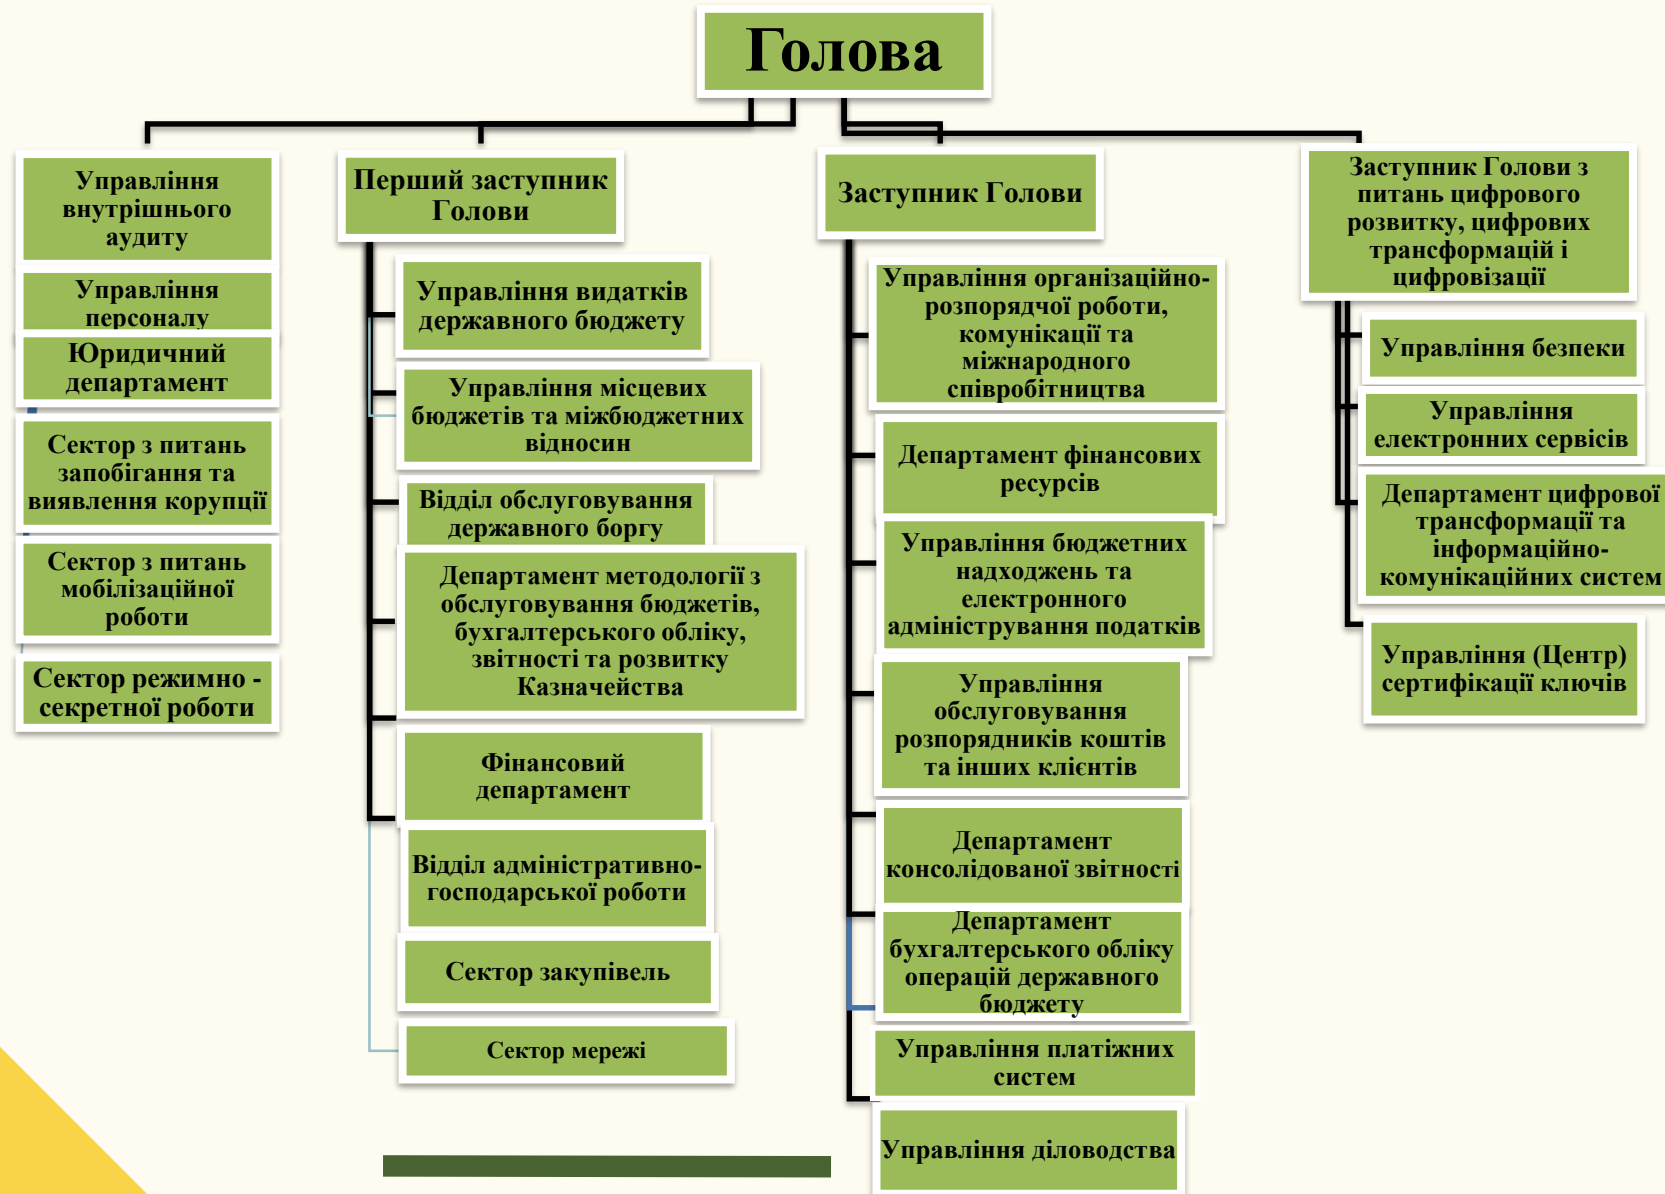 Голова
Управління
внутрішнього
аудиту
Управління
персоналу
Юридичний
департамент
Сектор з питань
запобігання та
виявлення корупції
Сектор з питань
мобілізаційної
роботи
Сектор режимно -
секретної роботи
Перший заступник
Голови
Управління видатків
державного бюджету
Управління місцевих
бюджетів та міжбюджетних
відносин
Відділ обслуговування
державного боргу
Департамент методології з
обслуговування бюджетів,
бухгалтерського обліку,
звітності та розвитку
Казначейства
Фінансовий
департамент
Відділ адміністративно-
господарської роботи
Сектор закупівель
Сектор мережі
Заступник Голови
Управління організаційно-
розпорядчої роботи,
комунікації та
міжнародного
співробітництва
Департамент фінансових
ресурсів
Управління бюджетних
надходжень та
електронного
адміністрування податків
Управління
обслуговування
розпорядників коштів
та інших клієнтів
Департамент
консолідованої звітності
Департамент
бухгалтерського обліку
операцій державного
бюджету
Управління платіжних
систем
Управління діловодства
Заступник Голови з
питань цифрового
розвитку, цифрових
трансформацій і
цифровізації
Управління безпеки
Управління
електронних сервісів
Департамент цифрової
трансформації та
інформаційно-
комунікаційних систем
Управління (Центр)
сертифікації ключів